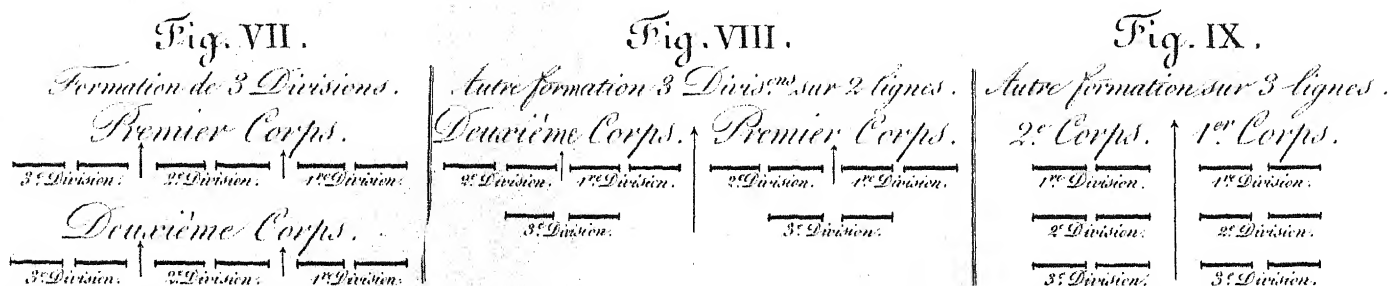 Fig. VII.
Formation de 3 Divisions.
Premier Corps.
3e Division. 2e Division. 1re Division.
Deuxième Corps.
3e Division. 2e Division. 1re Division.
Fig. VIII.
Autre formation 3 Divisons sur 2 lignes.
Deuxième Corps. Premier Corps.
2e Division. 1re Division. 2e Division. 1re Division.
3e Division. 3e Division.
Fig. IX.
Autre formation sur 3 lignes.
2e Corps. 1er Corps.
1re Division. 1re Division.
2e Division. 2e Division.
3e Division. 3e Division.